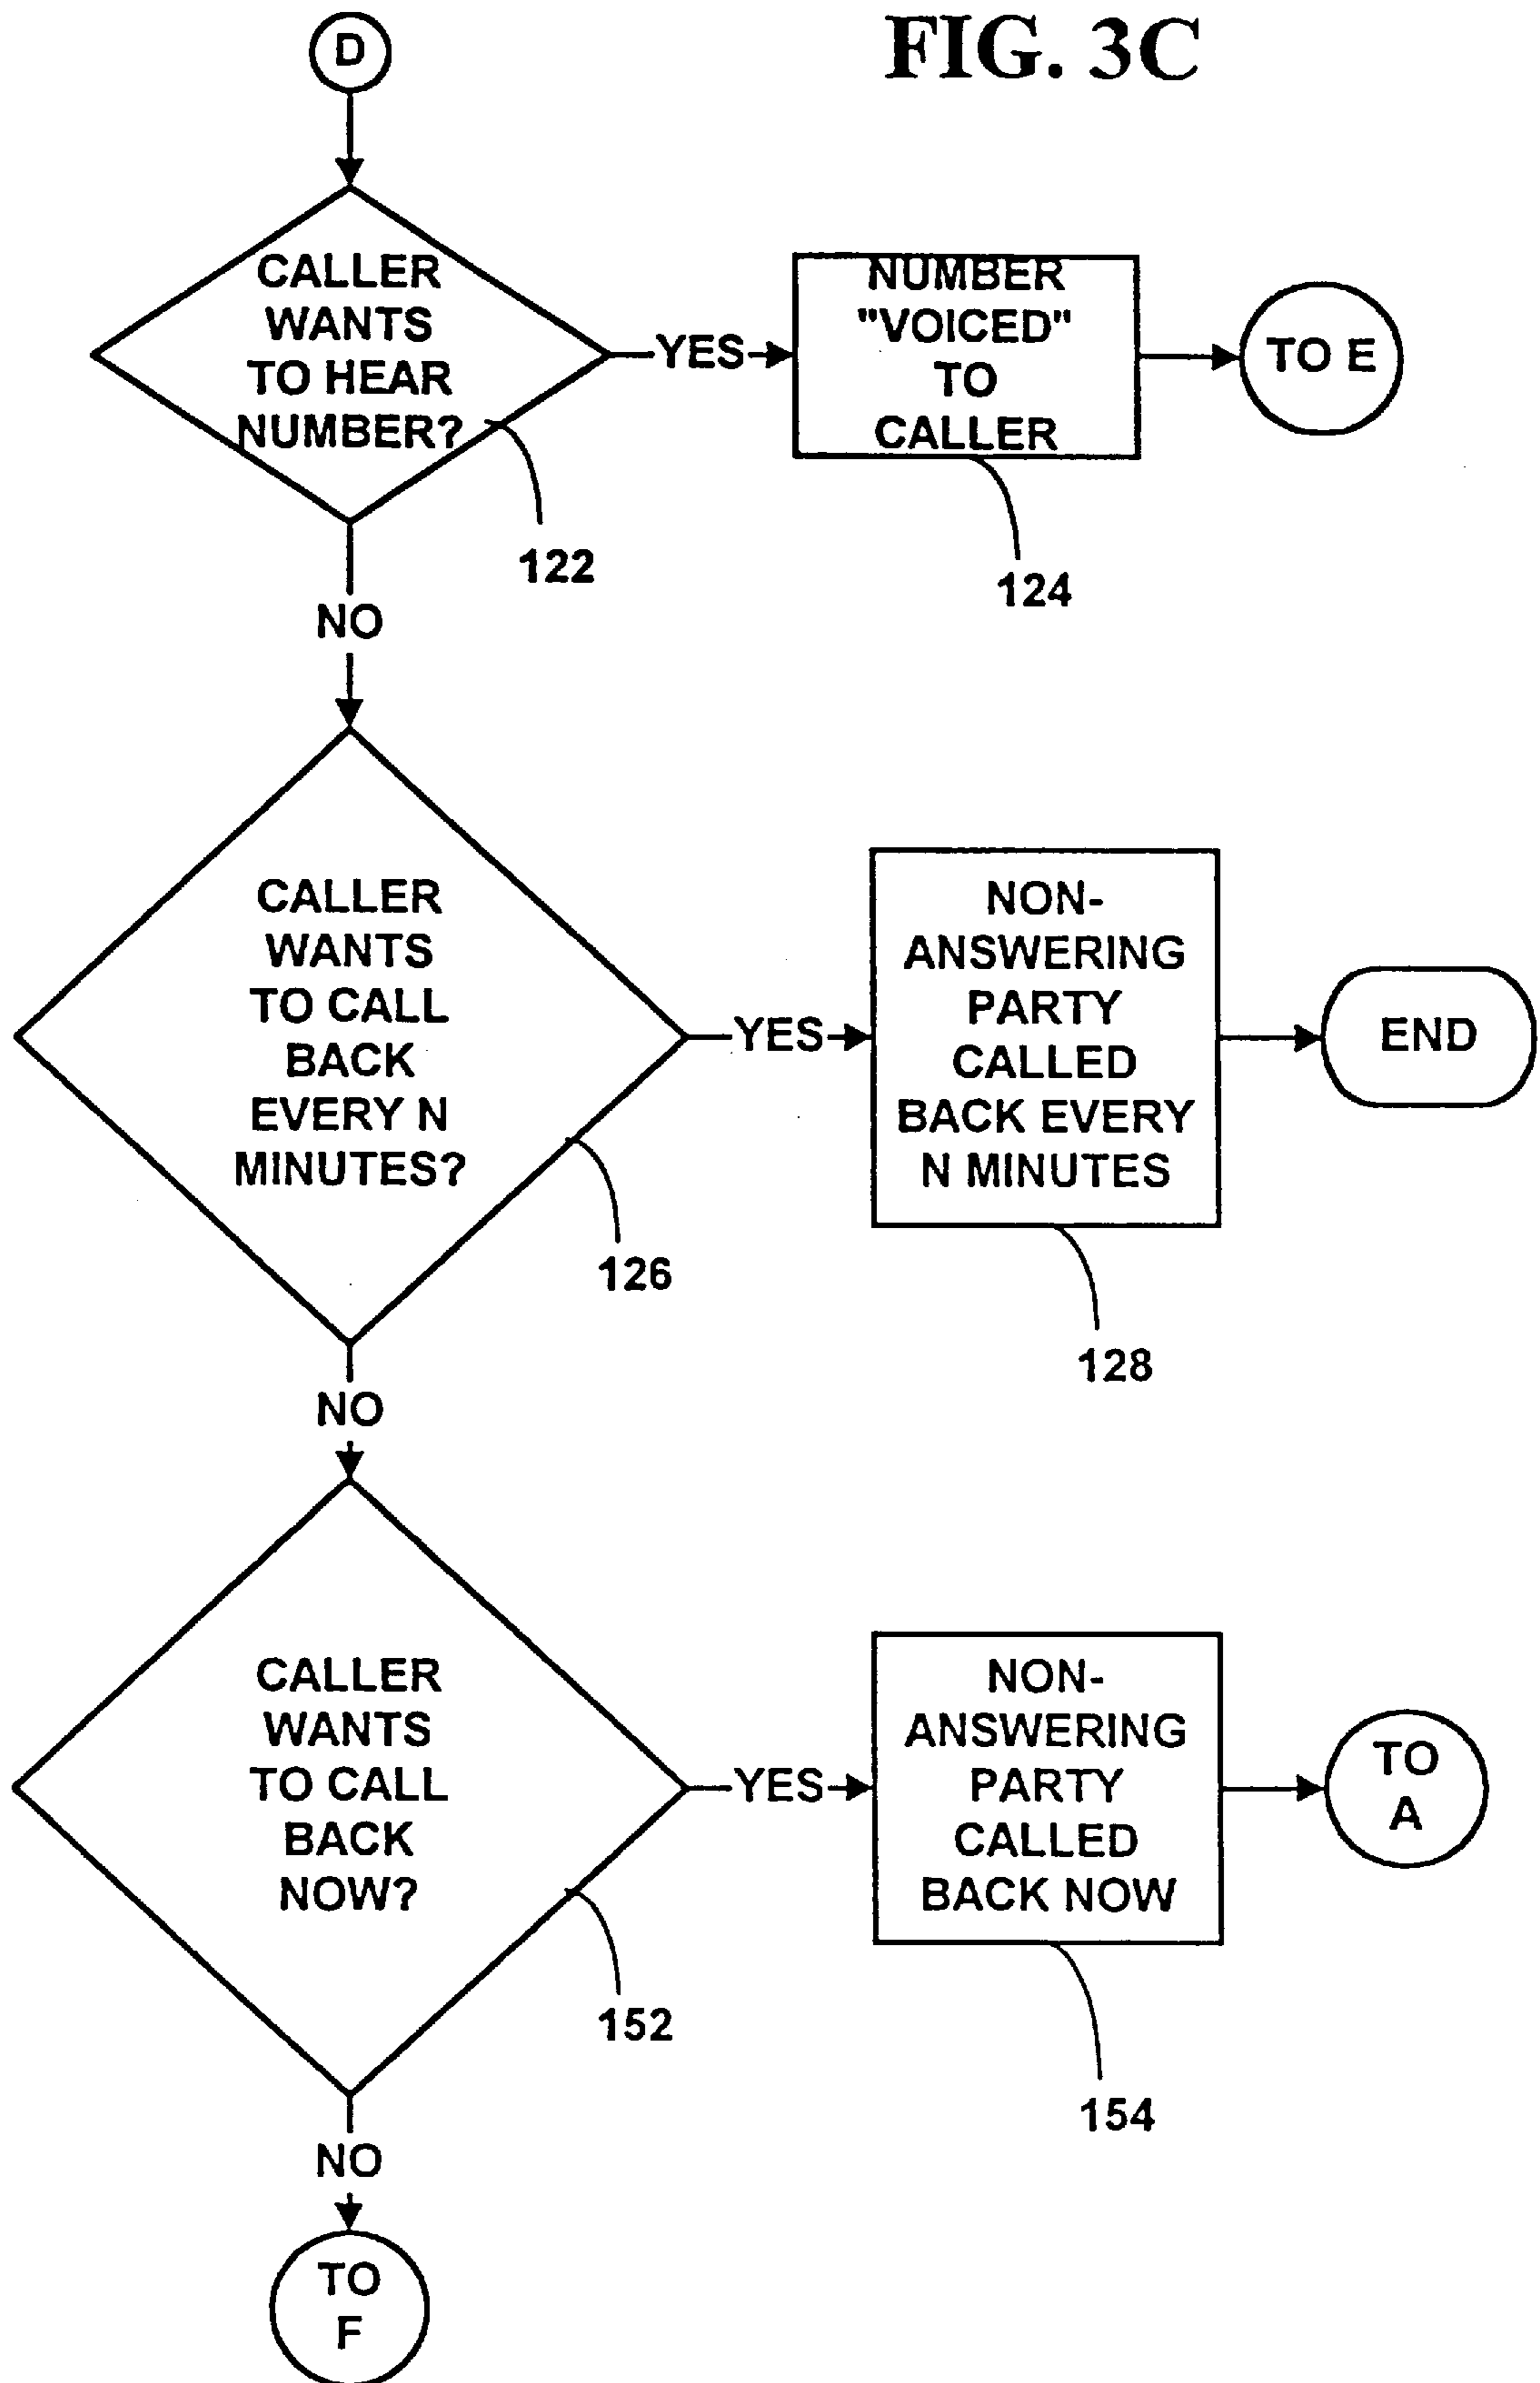 FIG. 3C
D
CALLER
WANTS
TO HEAR
NUMBER?
YES
NUMBER
"VOICED"
TO
CALLER
TO E
122
124
NO
CALLER
WANTS
TO CALL
BACK
EVERY N
MINUTES?
YES
NON-
ANSWERING
PARTY
CALLED
BACK EVERY
N MINUTES
END
126
128
NO
CALLER
WANTS
TO CALL
BACK
NOW?
YES
NON-
ANSWERING
PARTY
CALLED
BACK NOW
TO
A
152
154
NO
TO
F